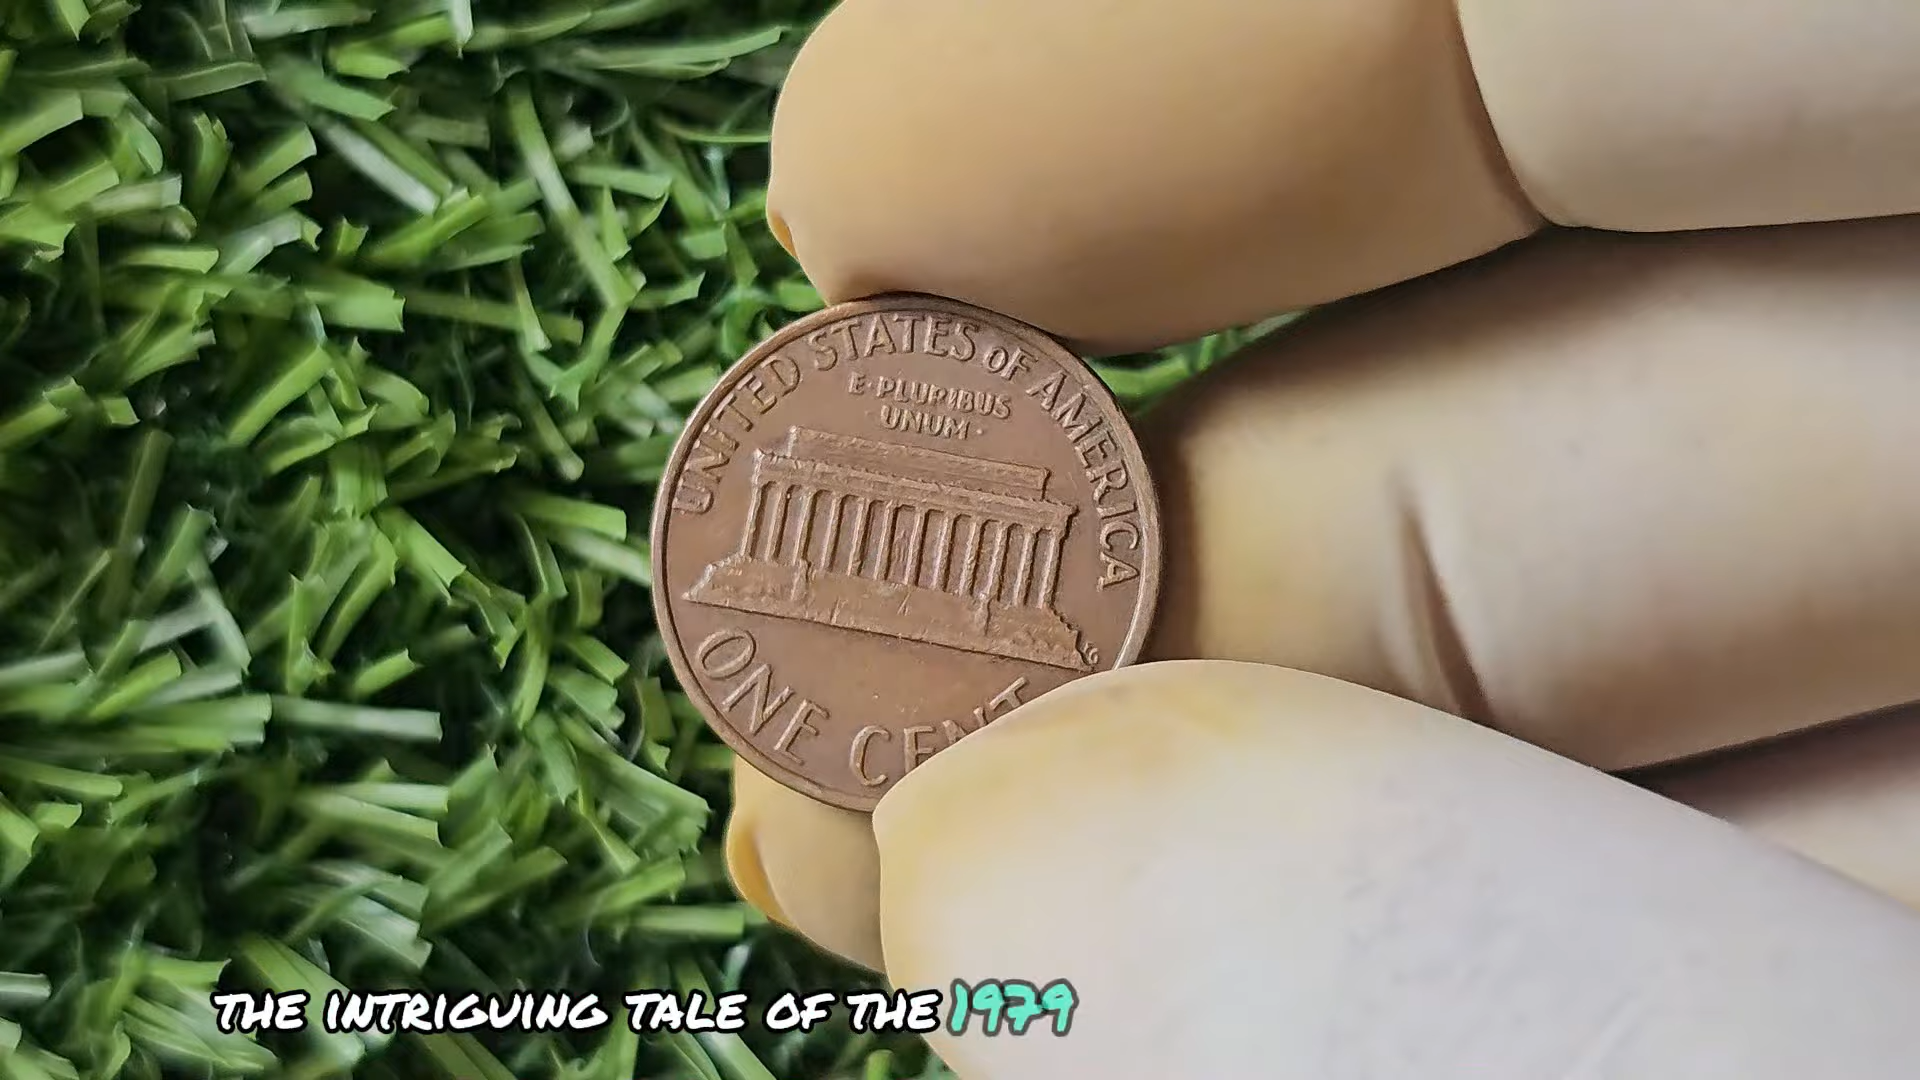 UNITED STATES OF AMERICA
E·PLURIBUS
UNUM·
ONE CENT
THE INTRIGUING TALE OF THE 1979